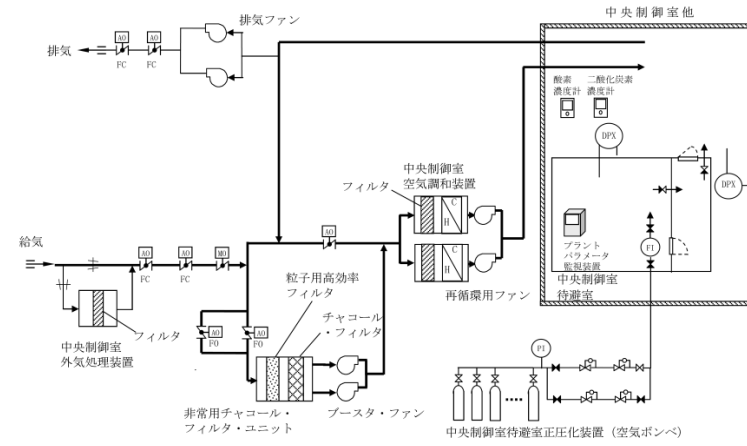 中央制御室他
排気ファン
AO
AO
排気
FC
FC
酸素
濃度計
二酸化炭素
濃度計
DPX
DPX
中央制御室
空気調和装置
フィルタ
C
H
C
H
給気
AO
AO
MO
AO
FC
FC
FI
プラント
パラメータ
監視装置
中央制御室
待避室
再循環用ファン
粒子用高効率
フィルタ
チャコール
・フィルタ
フィルタ
中央制御室
外気処理装置
AO
FO
AO
FO
PI
非常用チャコール・
フィルタ・ユニット
ブースタ・ファン
中央制御室待避室正圧化装置（空気ボンベ）